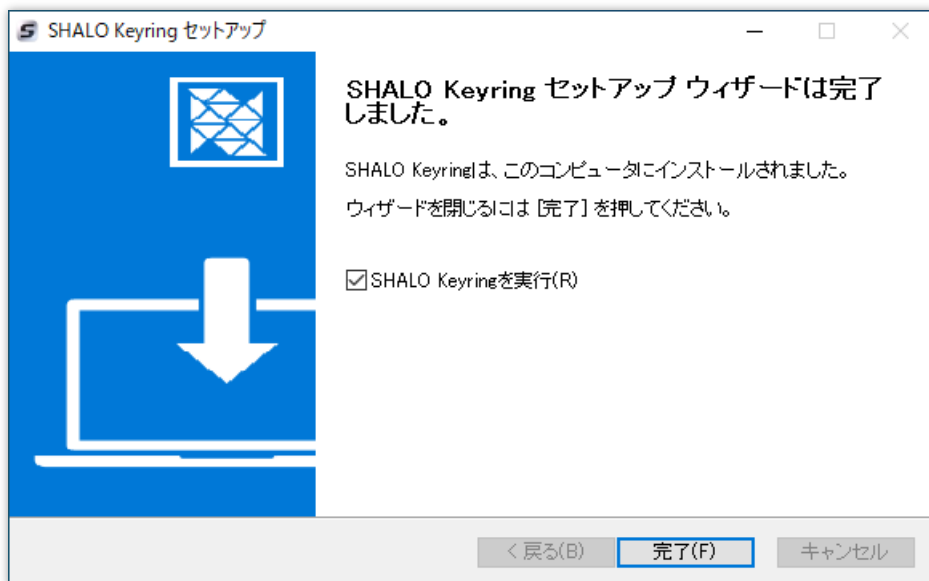 SHALO Keyring セットアップ
SHALO Keyring セットアップ ウィザードは完了
しました。
SHALO Keyringは、このコンピュータにインストールされました。
ウィザードを閉じるには [完了] を押してください。
SHALO Keyringを実行(R)
< 戻る(B)
完了(F)
キャンセル